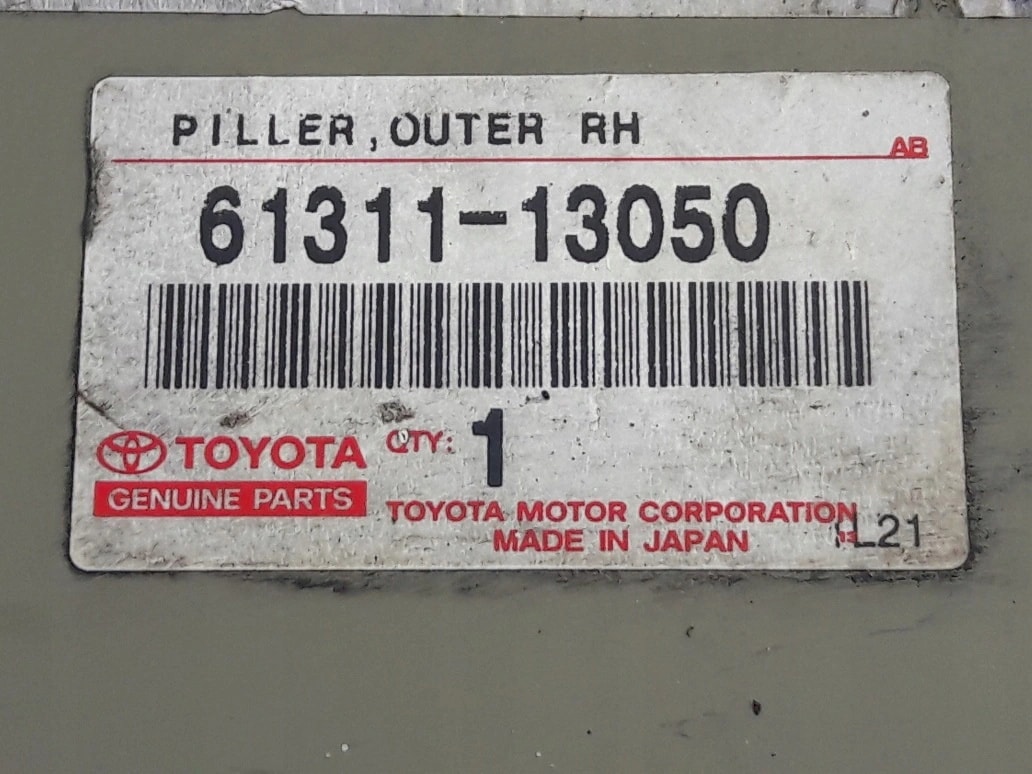 PILLER,OUTER RH
AB
61311-13050
TOYOTA
QTY: 1
GENUINE PARTS
TOYOTA MOTOR CORPORATION
MADE IN JAPAN
L21